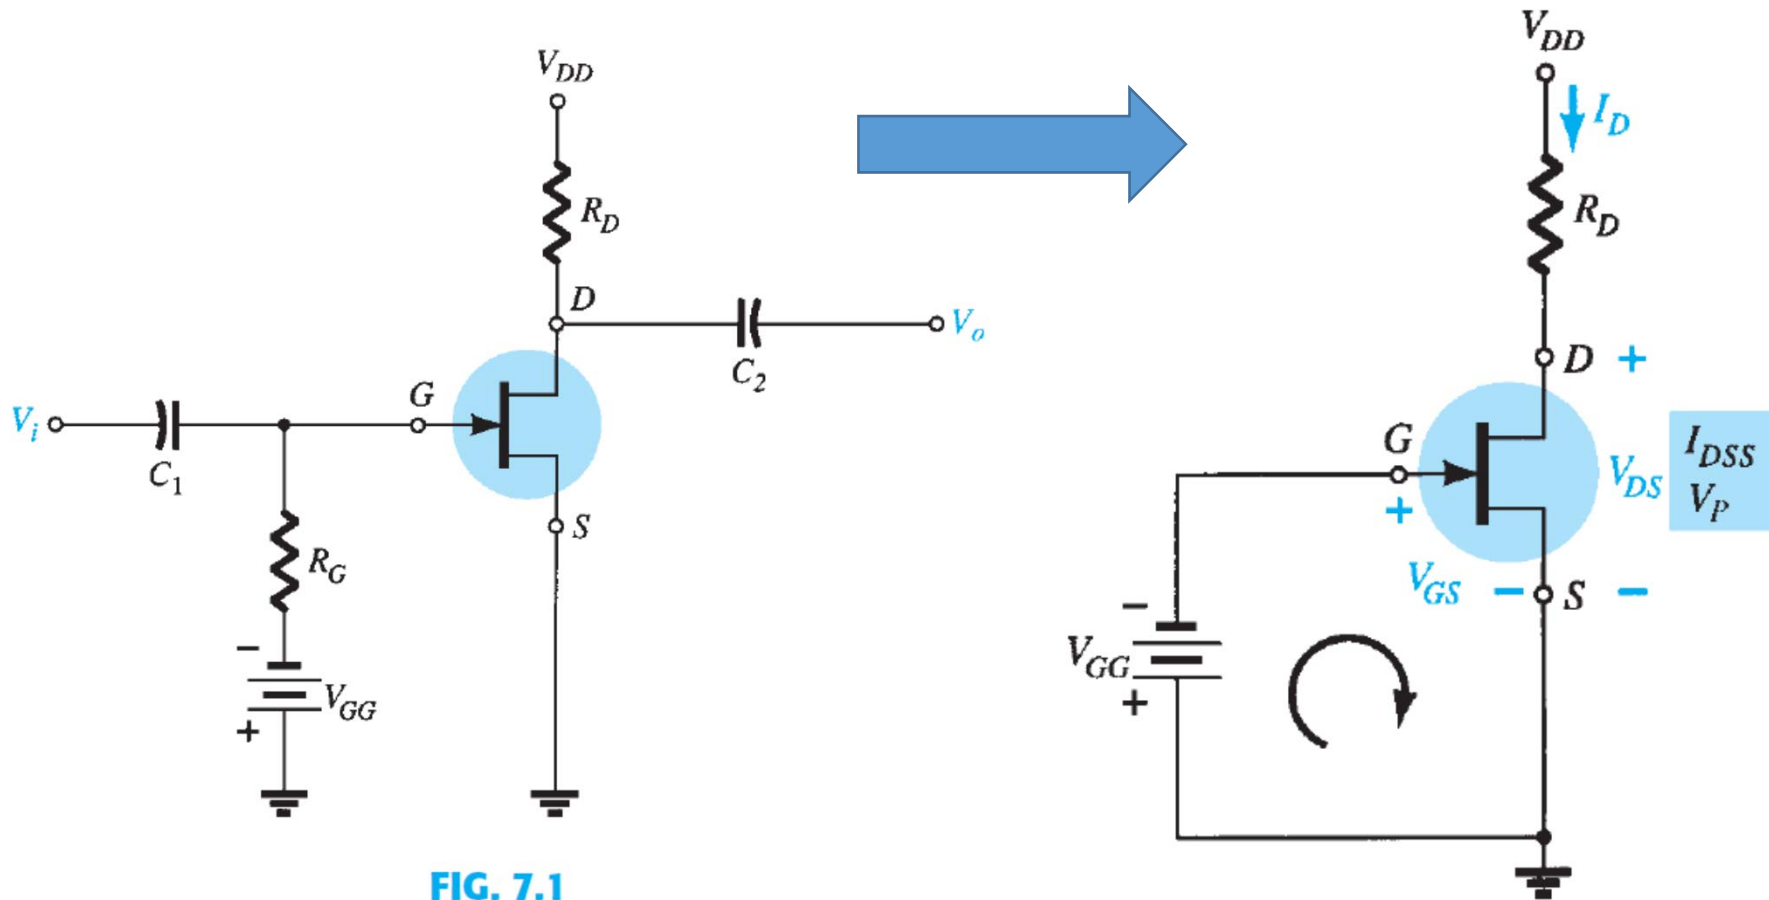 V_DD
R_D
D
C_2
V_o
G
V_i
C_1
S
R_G
−
V_GG
+
FIG. 7.1
V_DD
I_D
R_D
D +
G
+
V_DS
I_DSS
V_P
V_GS − S −
−
V_GG
+